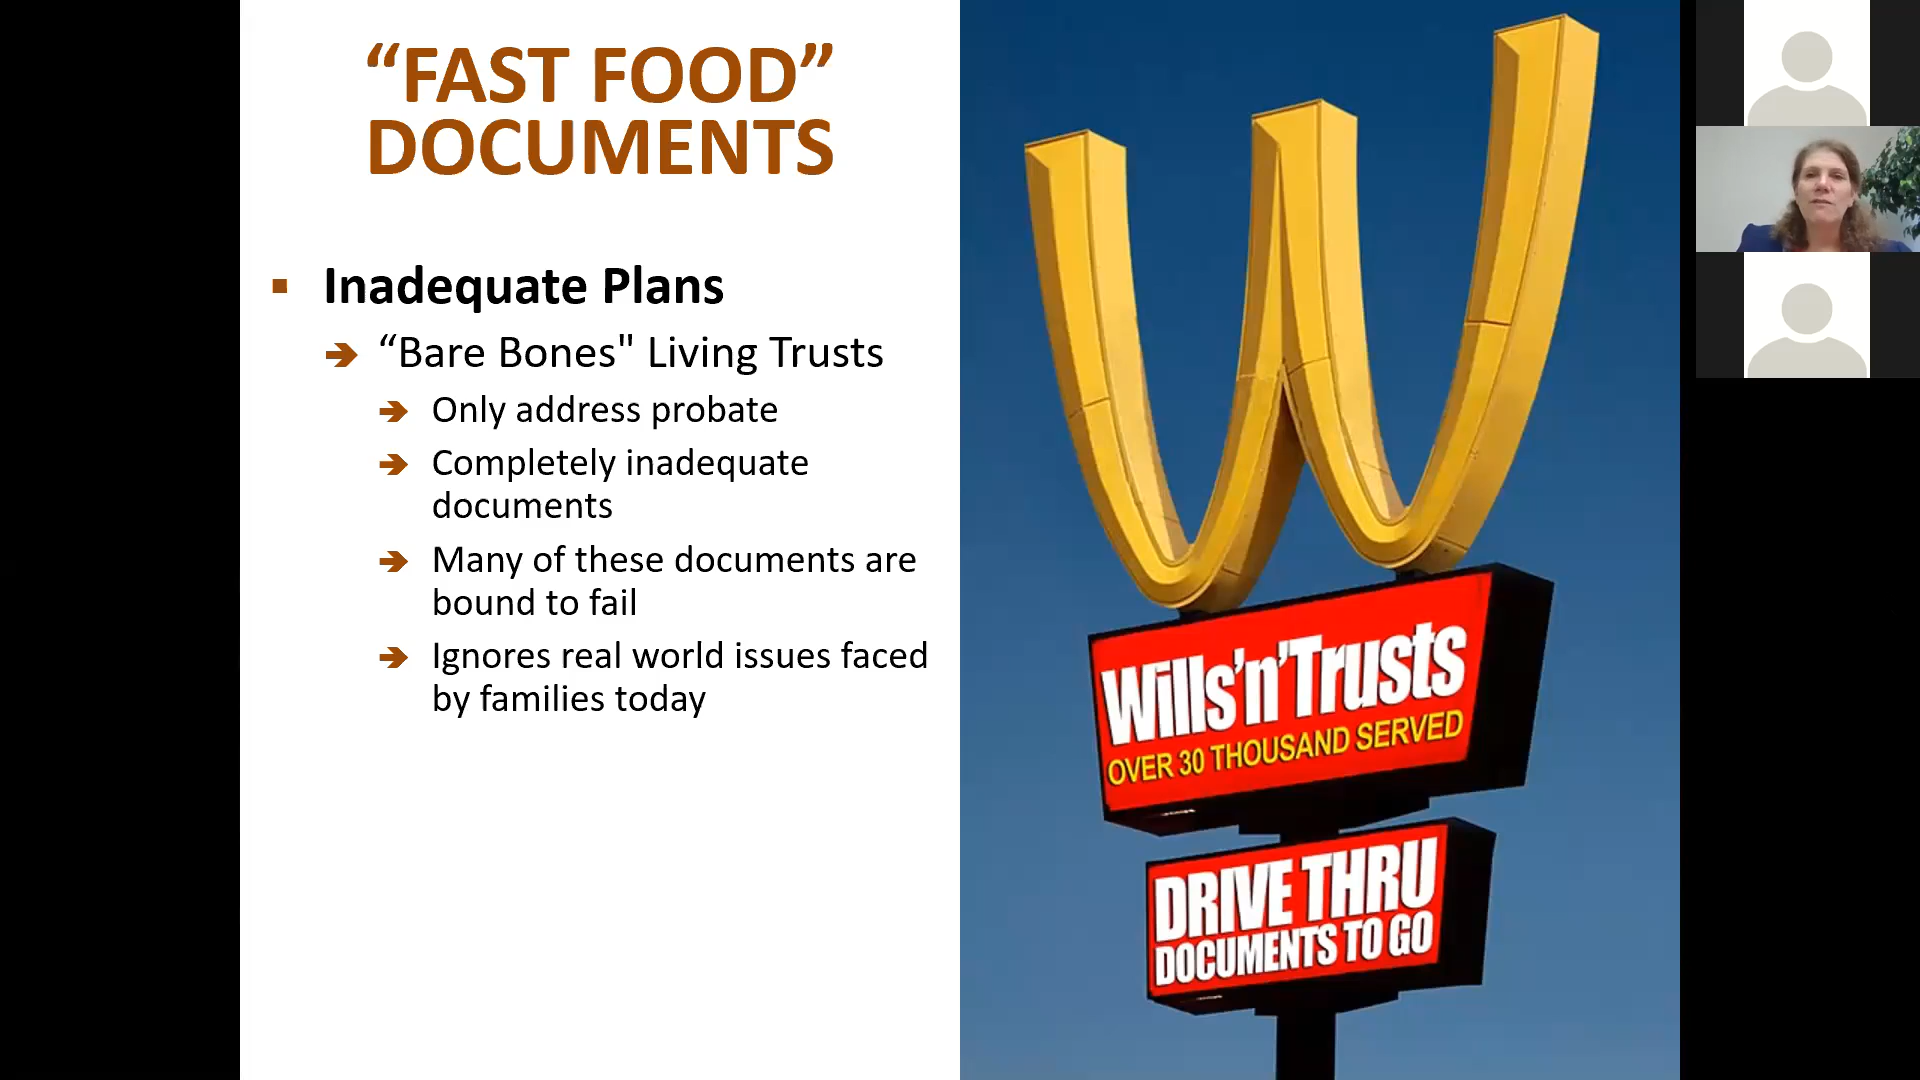 “FAST FOOD”
DOCUMENTS
Inadequate Plans
“Bare Bones" Living Trusts
Only address probate
Completely inadequate
documents
Many of these documents are
bound to fail
Ignores real world issues faced
by families today
Wills'n'Trusts
OVER 30 THOUSAND SERVED
DRIVE THRU
DOCUMENTS TO GO